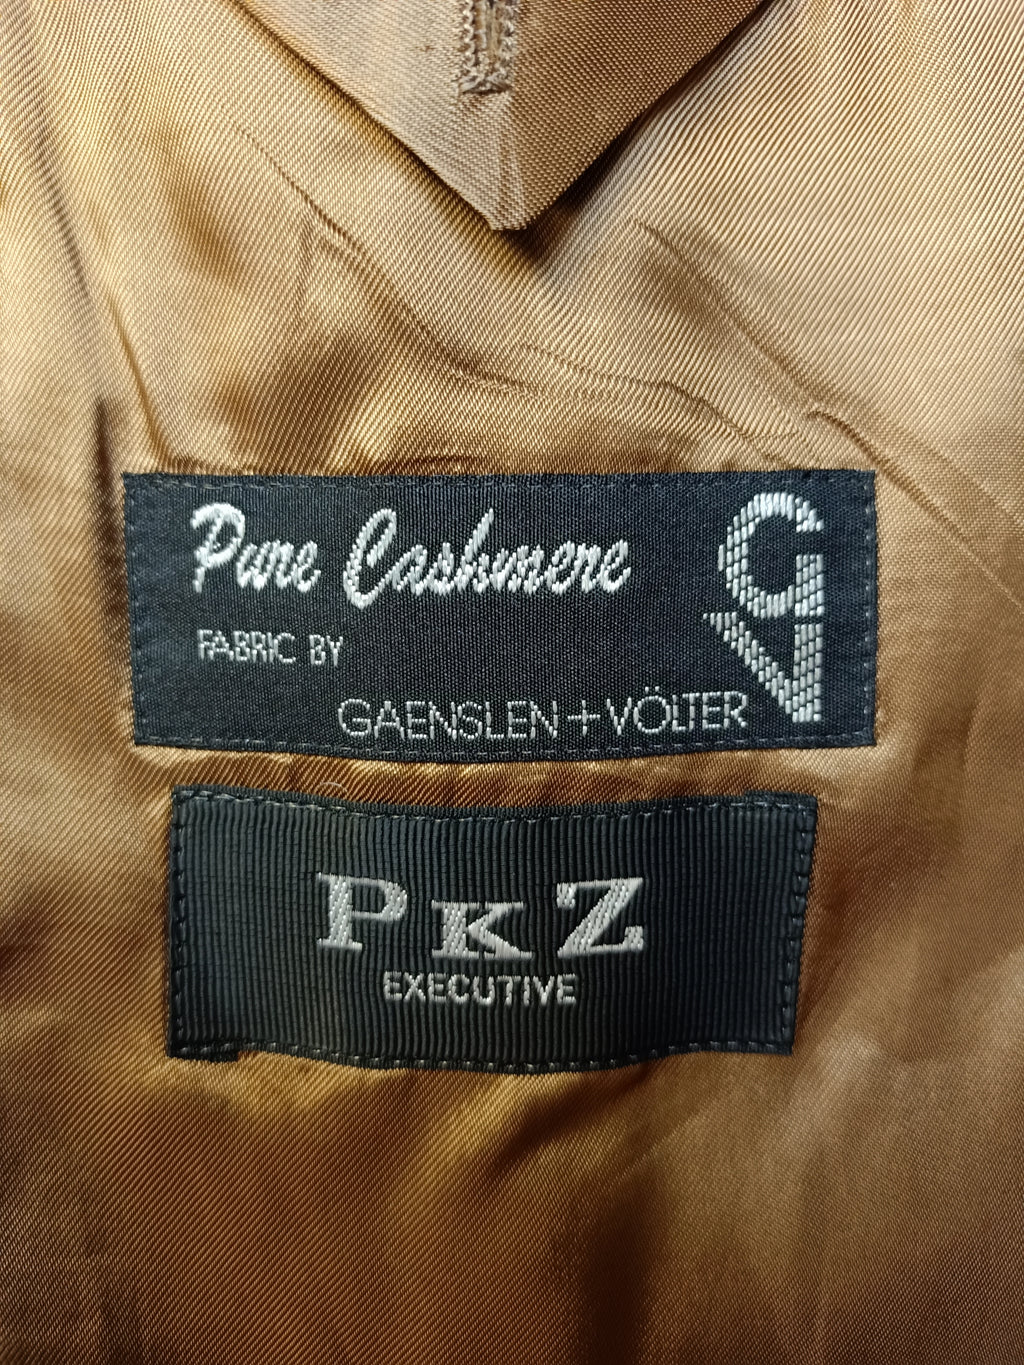 Pure Cashmere
GV
FABRIC BY
GAENSLEN + VÖLTER
PKZ
EXECUTIVE